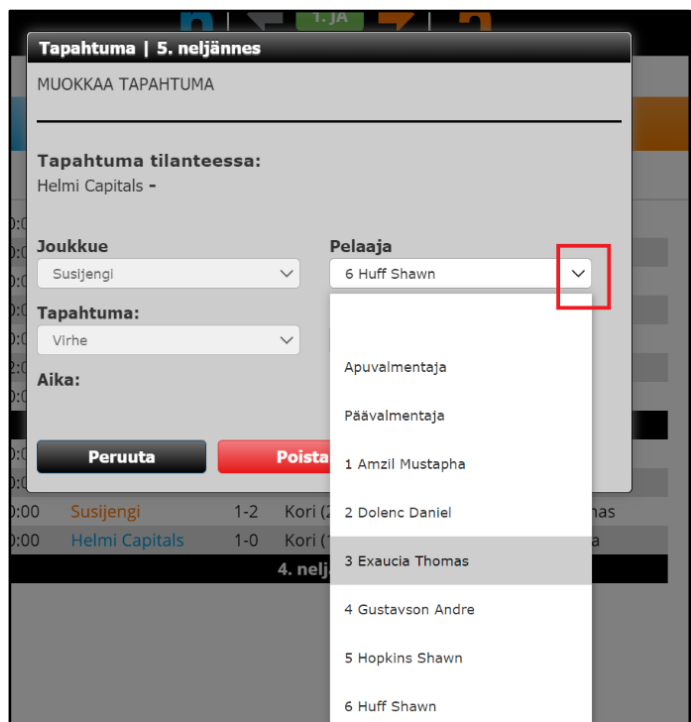 1. JA
Tapahtuma | 5. neljännes
MUOKKAA TAPAHTUMA
Tapahtuma tilanteessa:
Helmi Capitals -
Joukkue Pelaaja
Susijengi 6 Huff Shawn
Tapahtuma:
Virhe
Apuvalmentaja
Aika:
Päävalmentaja
Peruuta Poista 1 Amzil Mustapha
:00 Susijengi 1-2 Kori ( 2 Dolenc Daniel
:00 Helmi Capitals 1-0 Kori (
3 Exaucia Thomas
4. nelj
4 Gustavson Andre
5 Hopkins Shawn
6 Huff Shawn